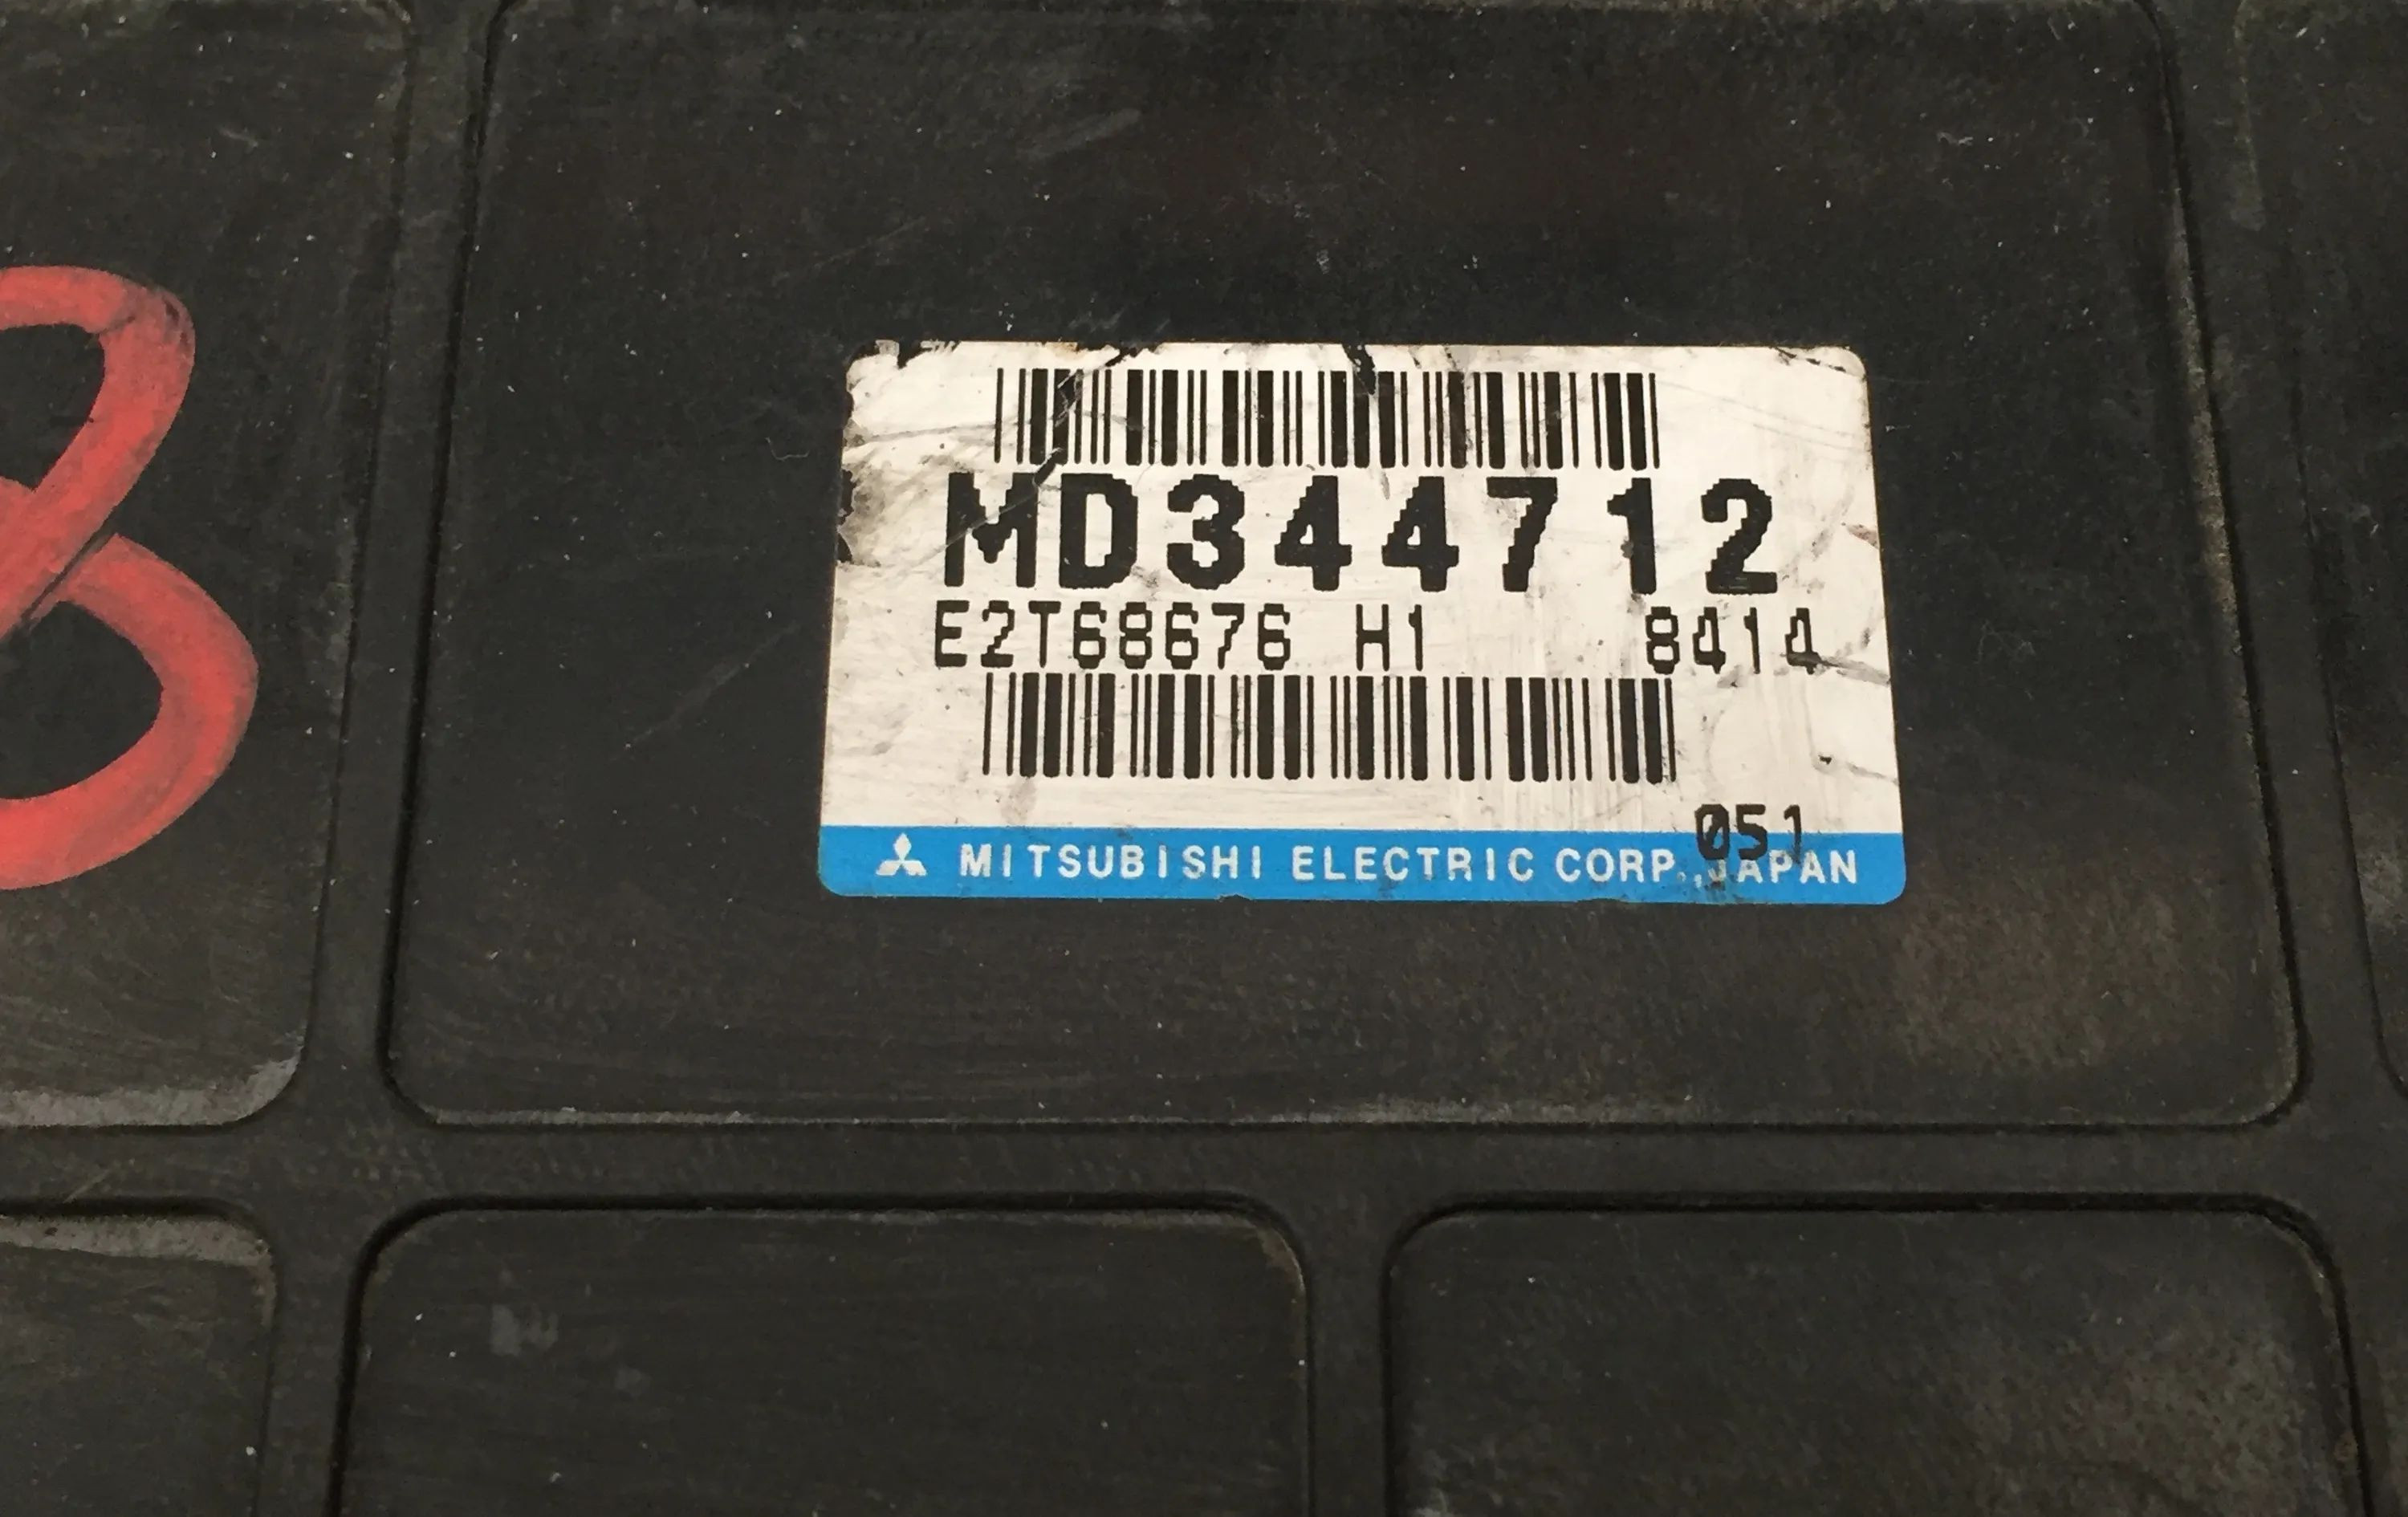 MD344712
E2T68676 H1 8414
051
MITSUBISHI ELECTRIC CORP.,JAPAN